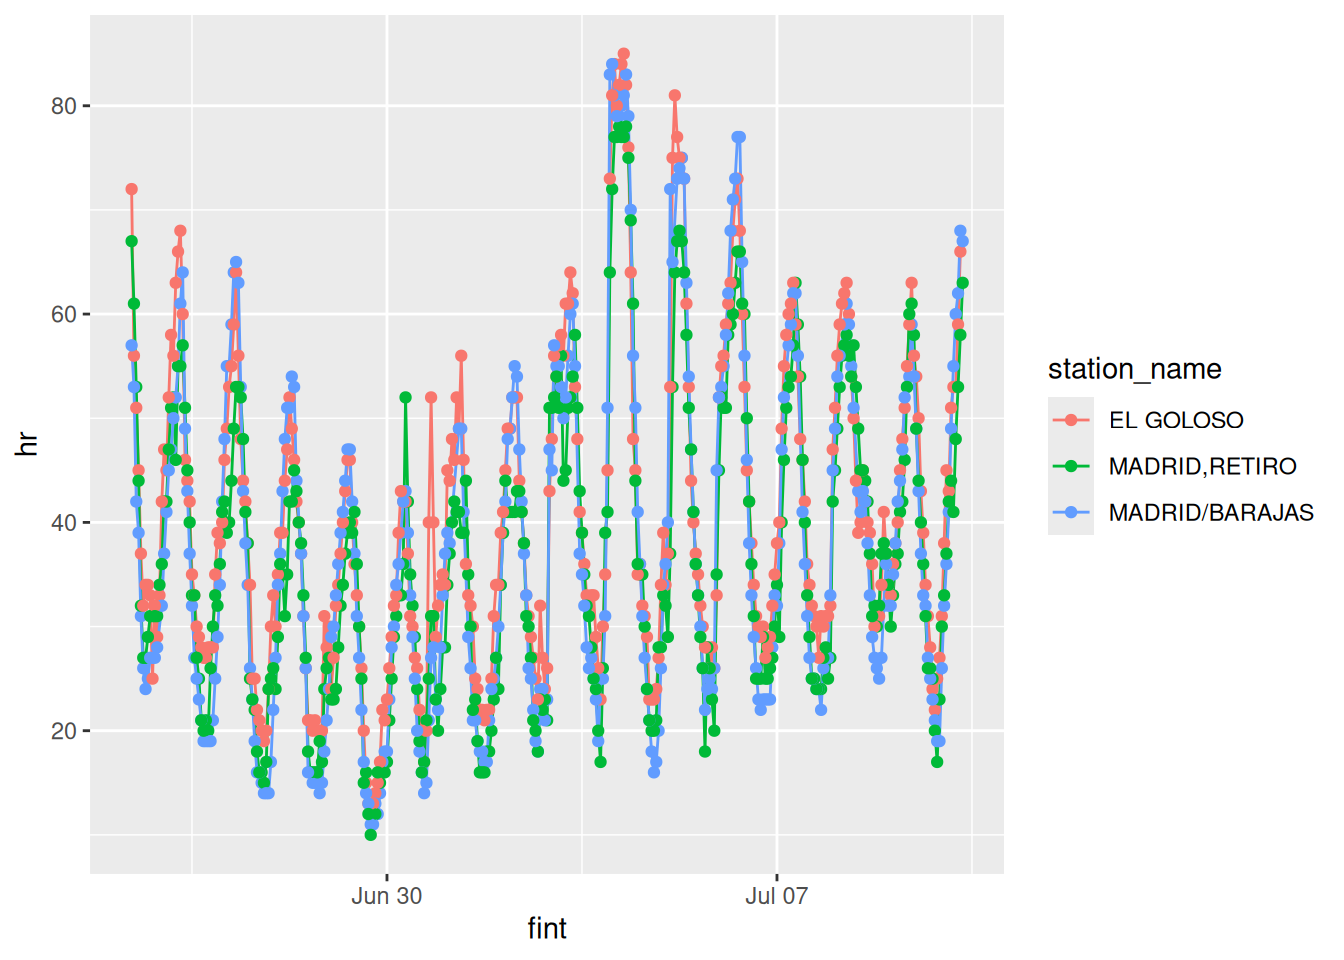 80
60
40
20
hr
Jun 30
Jul 07
fint
station_name
EL GOLOSO
MADRID,RETIRO
MADRID/BARAJAS